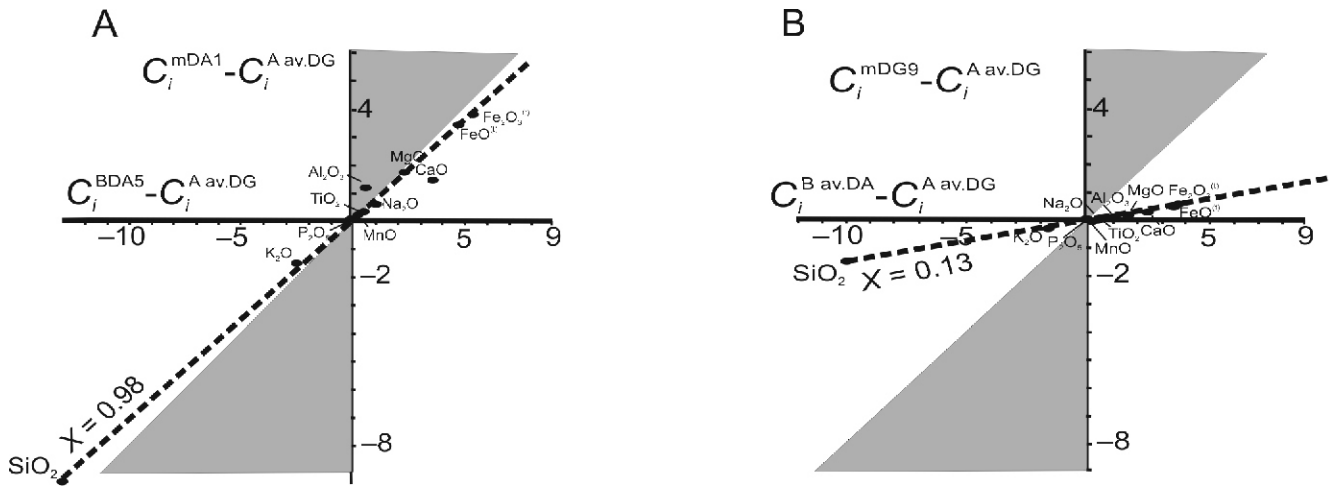 A
C_i^mDA1-C_i^A av.DG
4
Fe₂O₃⁽ᵗ⁾
FeO⁽ᵗ⁾
MgO
CaO
Al₂O₃
C_i^BDA5-C_i^A av.DG
TiO₂
Na₂O
−10
−5
5
9
P₂O₅
MnO
K₂O
−2
X = 0.98
−8
SiO₂
B
C_i^mDG9-C_i^A av.DG
4
C_i^B av.DA-C_i^A av.DG
Na₂O
Al₂O₃
MgO
Fe₂O₃⁽ᵗ⁾
FeO⁽ᵗ⁾
−10
−5
5
9
K₂O
P₂O₅
TiO₂
CaO
MnO
SiO₂
X = 0.13
−2
−8